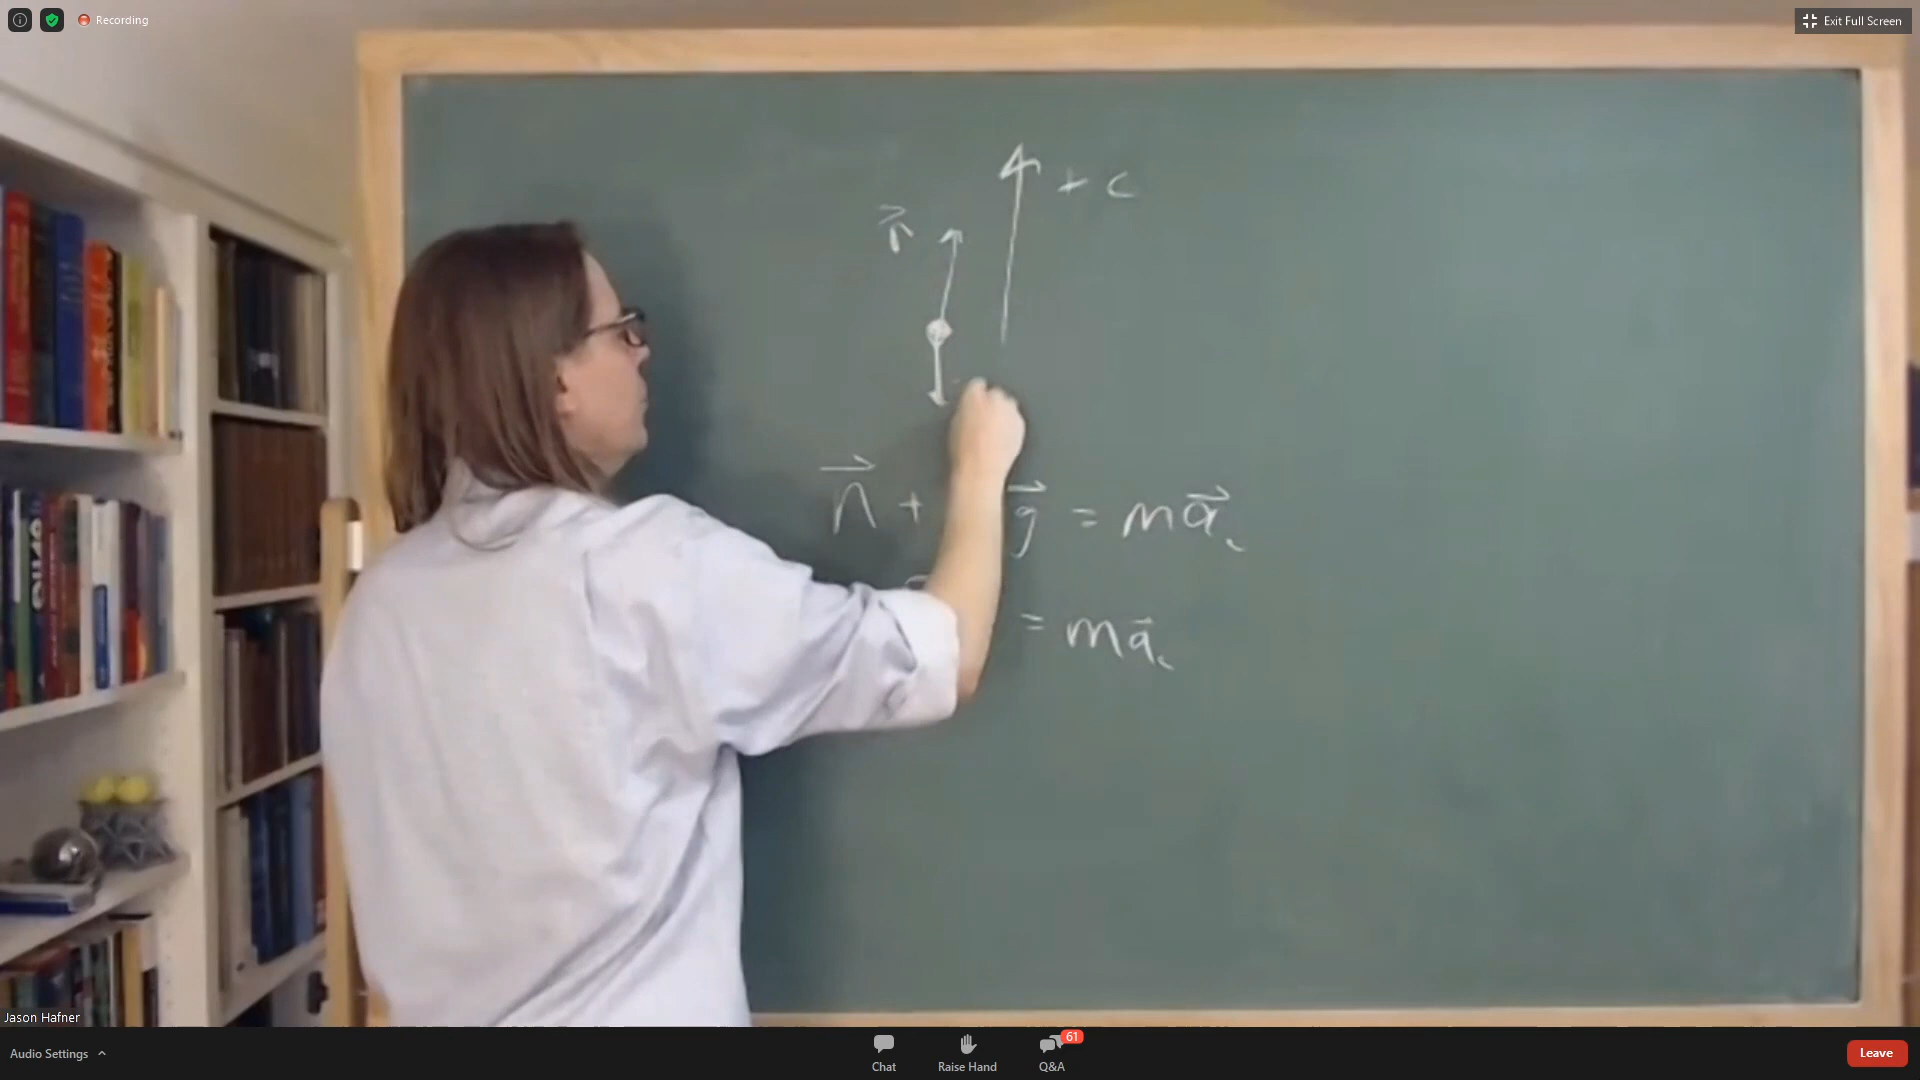 Recording
Exit Full Screen
+ c
n⃗
n⃗ + g⃗ = ma⃗c
= ma⃗c
Jason Hafner
Audio Settings
Chat
Raise Hand
Q&A
61
Leave